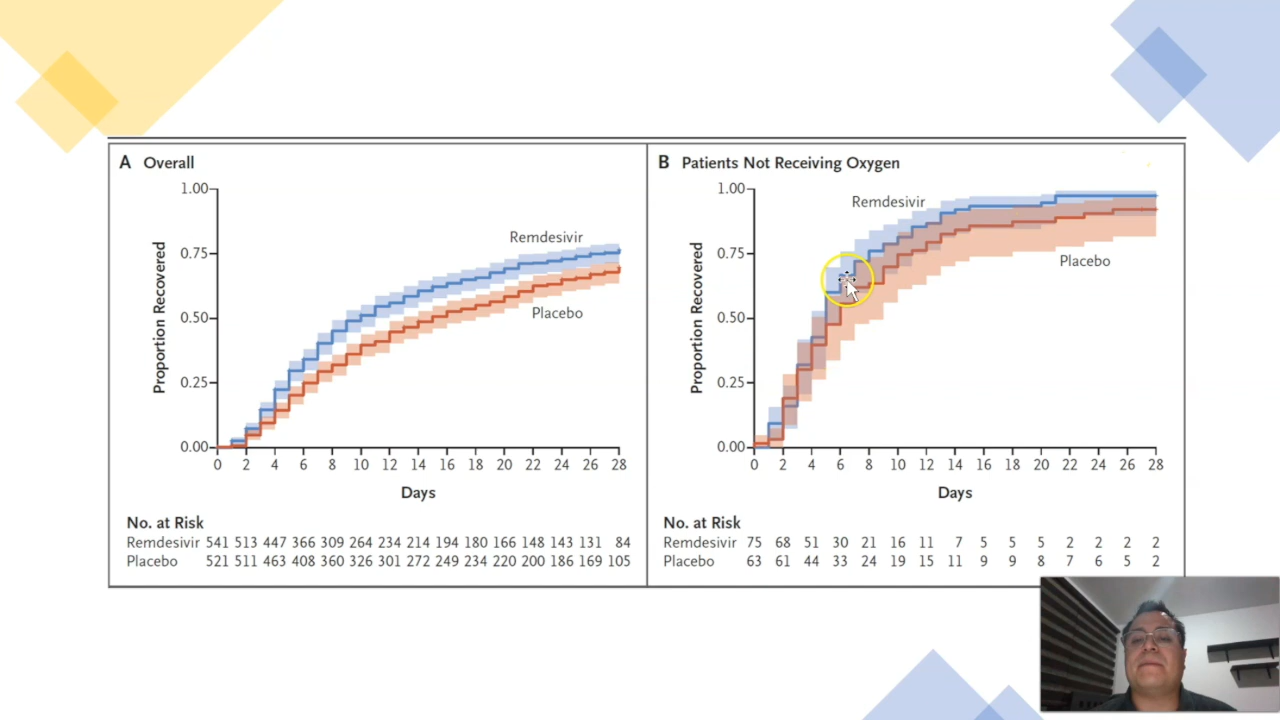 A Overall
1.00
0.75
0.50
0.25
0.00
Proportion Recovered
Remdesivir
Placebo
0 2 4 6 8 10 12 14 16 18 20 22 24 26 28
Days
No. at Risk
Remdesivir 541 513 447 366 309 264 234 214 194 180 166 148 143 131 84
Placebo 521 511 463 408 360 326 301 272 249 234 220 200 186 169 105
B Patients Not Receiving Oxygen
1.00
0.75
0.50
0.25
0.00
Proportion Recovered
Remdesivir
Placebo
0 2 4 6 8 10 12 14 16 18 20 22 24 26 28
Days
No. at Risk
Remdesivir 75 68 51 30 21 16 11 7 5 5 5 2 2 2 2
Placebo 63 61 44 33 24 19 15 11 9 9 8 7 6 5 2